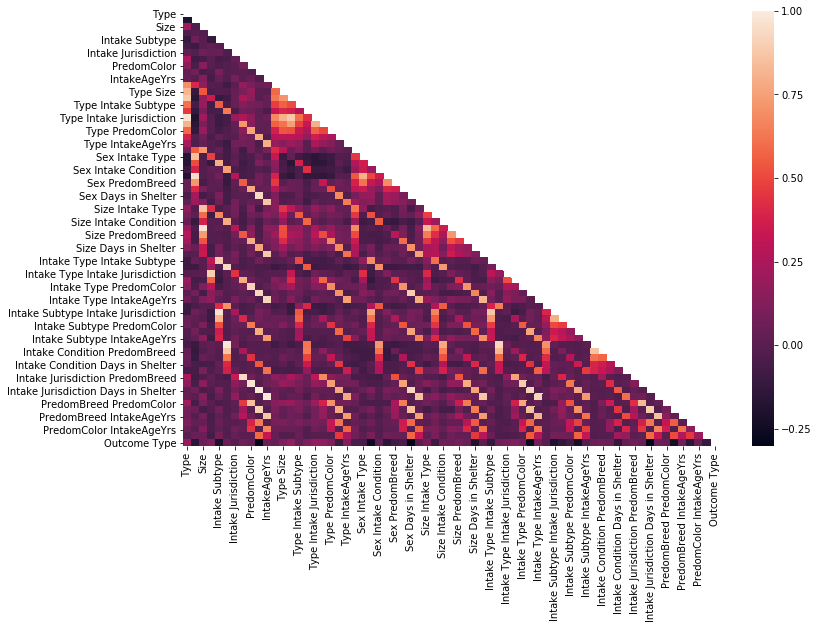 Type
Size
Intake Subtype
Intake Jurisdiction
PredomColor
IntakeAgeYrs
Type Size
Type Intake Subtype
Type Intake Jurisdiction
Type PredomColor
Type IntakeAgeYrs
Sex Intake Type
Sex Intake Condition
Sex PredomBreed
Sex Days in Shelter
Size Intake Type
Size Intake Condition
Size PredomBreed
Size Days in Shelter
Intake Type Intake Subtype
Intake Type Intake Jurisdiction
Intake Type PredomColor
Intake Type IntakeAgeYrs
Intake Subtype Intake Jurisdiction
Intake Subtype PredomColor
Intake Subtype IntakeAgeYrs
Intake Condition PredomBreed
Intake Condition Days in Shelter
Intake Jurisdiction PredomBreed
Intake Jurisdiction Days in Shelter
PredomBreed PredomColor
PredomBreed IntakeAgeYrs
PredomColor IntakeAgeYrs
Outcome Type
Type
Size
Intake Subtype
Intake Jurisdiction
PredomColor
IntakeAgeYrs
Type Size
Type Intake Subtype
Type Intake Jurisdiction
Type PredomColor
Type IntakeAgeYrs
Sex Intake Type
Sex Intake Condition
Sex PredomBreed
Sex Days in Shelter
Size Intake Type
Size Intake Condition
Size PredomBreed
Size Days in Shelter
Intake Type Intake Subtype
Intake Type Intake Jurisdiction
Intake Type PredomColor
Intake Type IntakeAgeYrs
Intake Subtype Intake Jurisdiction
Intake Subtype PredomColor
Intake Subtype IntakeAgeYrs
Intake Condition PredomBreed
Intake Condition Days in Shelter
Intake Jurisdiction PredomBreed
Intake Jurisdiction Days in Shelter
PredomBreed PredomColor
PredomBreed IntakeAgeYrs
PredomColor IntakeAgeYrs
Outcome Type
1.00
0.75
0.50
0.25
0.00
−0.25